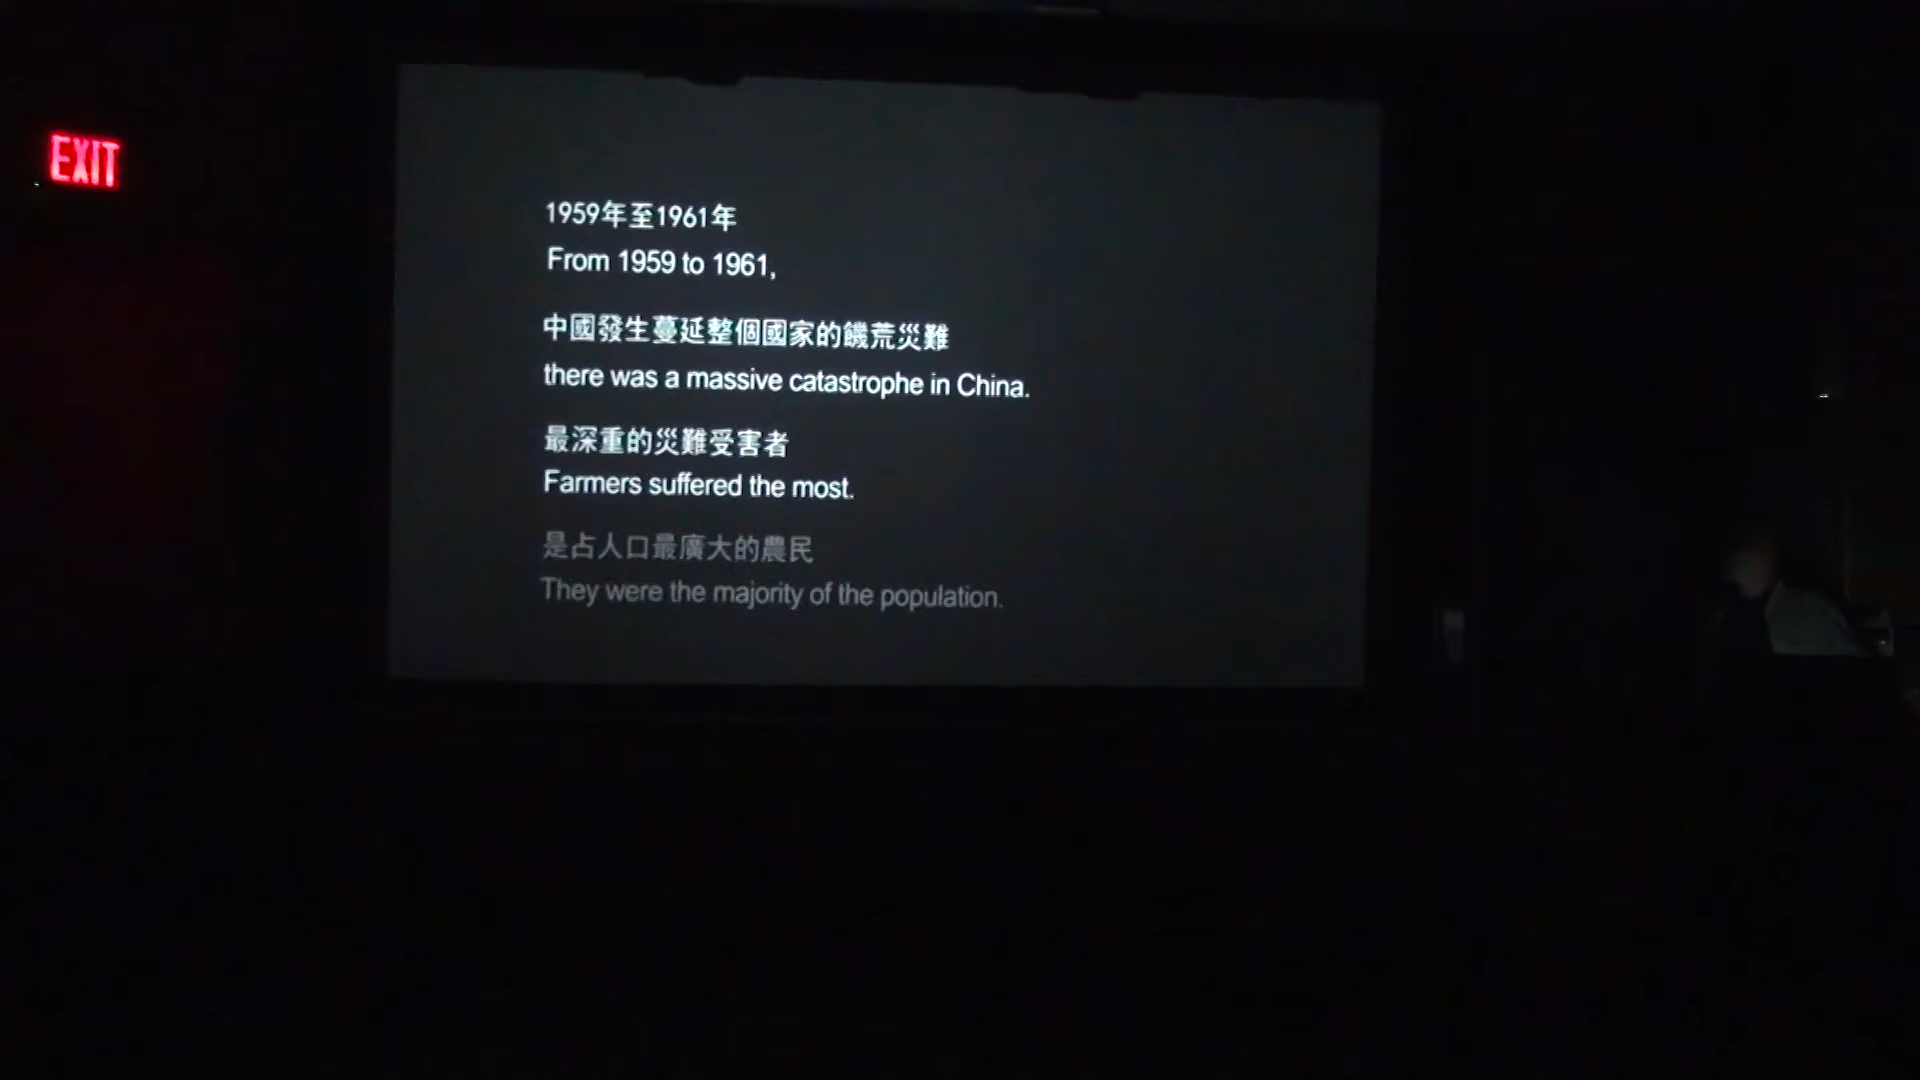 EXIT
1959年至1961年
From 1959 to 1961,
中國發生蔓延整個國家的饑荒災難
there was a massive catastrophe in China.
最深重的災難受害者
Farmers suffered the most.
是占人口最廣大的農民
They were the majority of the population.